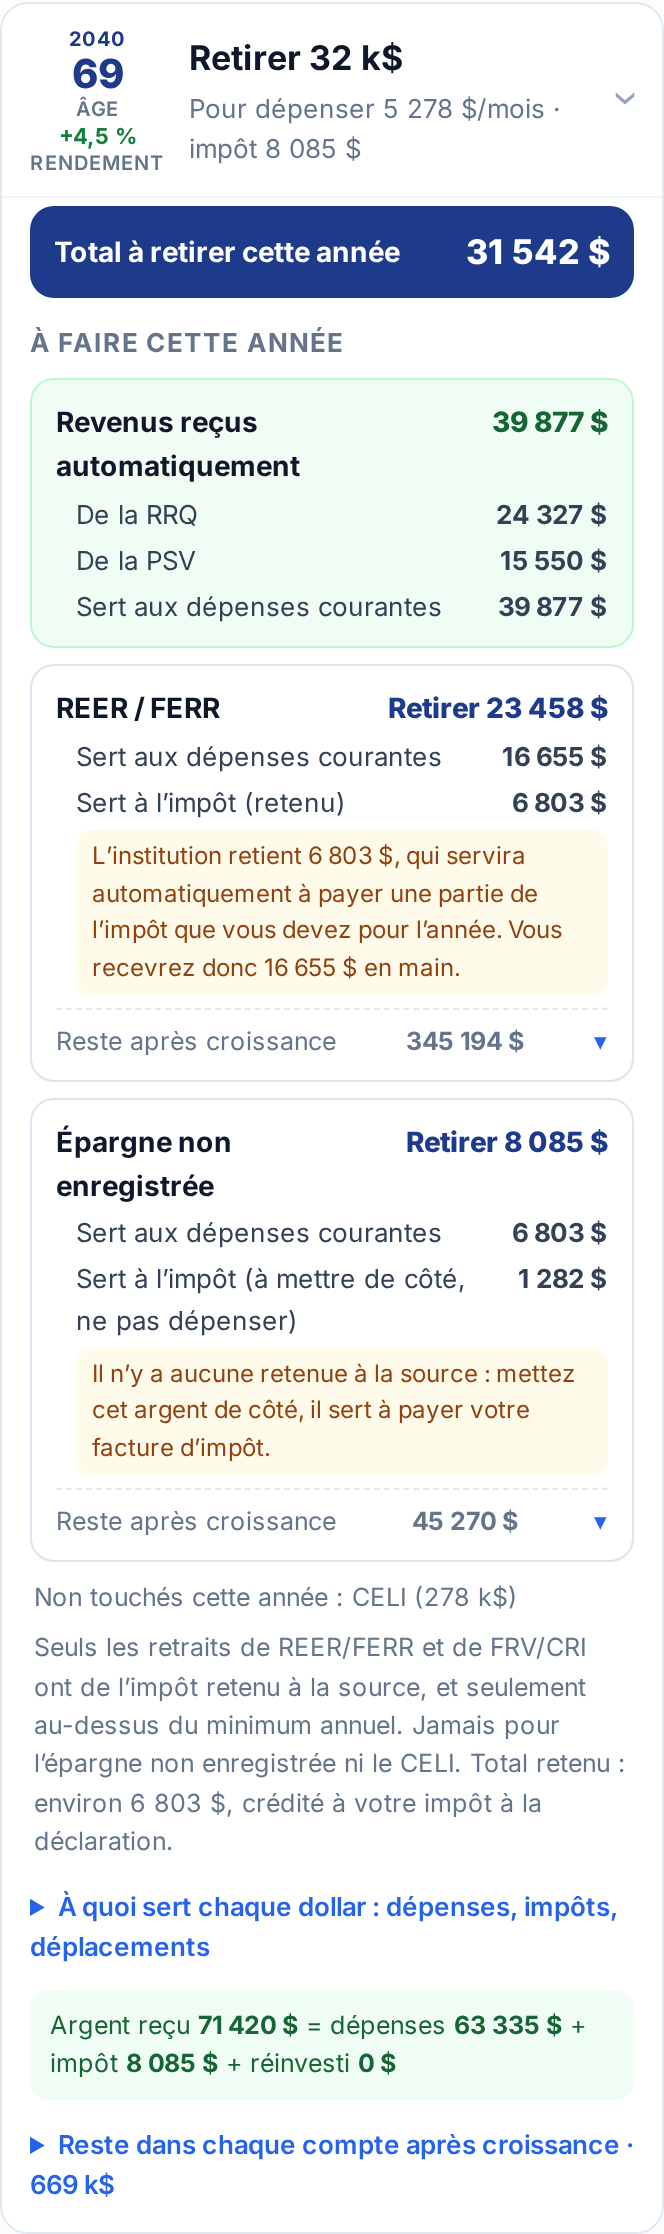 2040
69
ÂGE
+4,5 %
RENDEMENT
Retirer 32 k$
Pour dépenser 5 278 $/mois ·
impôt 8 085 $
Total à retirer cette année 31 542 $
À FAIRE CETTE ANNÉE
Revenus reçus 39 877 $
automatiquement
De la RRQ 24 327 $
De la PSV 15 550 $
Sert aux dépenses courantes 39 877 $
REER / FERR Retirer 23 458 $
Sert aux dépenses courantes 16 655 $
Sert à l’impôt (retenu) 6 803 $
L’institution retient 6 803 $, qui servira
automatiquement à payer une partie de
l’impôt que vous devez pour l’année. Vous
recevrez donc 16 655 $ en main.
Reste après croissance 345 194 $ ▼
Épargne non Retirer 8 085 $
enregistrée
Sert aux dépenses courantes 6 803 $
Sert à l’impôt (à mettre de côté, 1 282 $
ne pas dépenser)
Il n’y a aucune retenue à la source : mettez
cet argent de côté, il sert à payer votre
facture d’impôt.
Reste après croissance 45 270 $ ▼
Non touchés cette année : CELI (278 k$)
Seuls les retraits de REER/FERR et de FRV/CRI
ont de l’impôt retenu à la source, et seulement
au-dessus du minimum annuel. Jamais pour
l’épargne non enregistrée ni le CELI. Total retenu :
environ 6 803 $, crédité à votre impôt à la
déclaration.
▶ À quoi sert chaque dollar : dépenses, impôts,
déplacements
Argent reçu 71 420 $ = dépenses 63 335 $ +
impôt 8 085 $ + réinvesti 0 $
▶ Reste dans chaque compte après croissance ·
669 k$